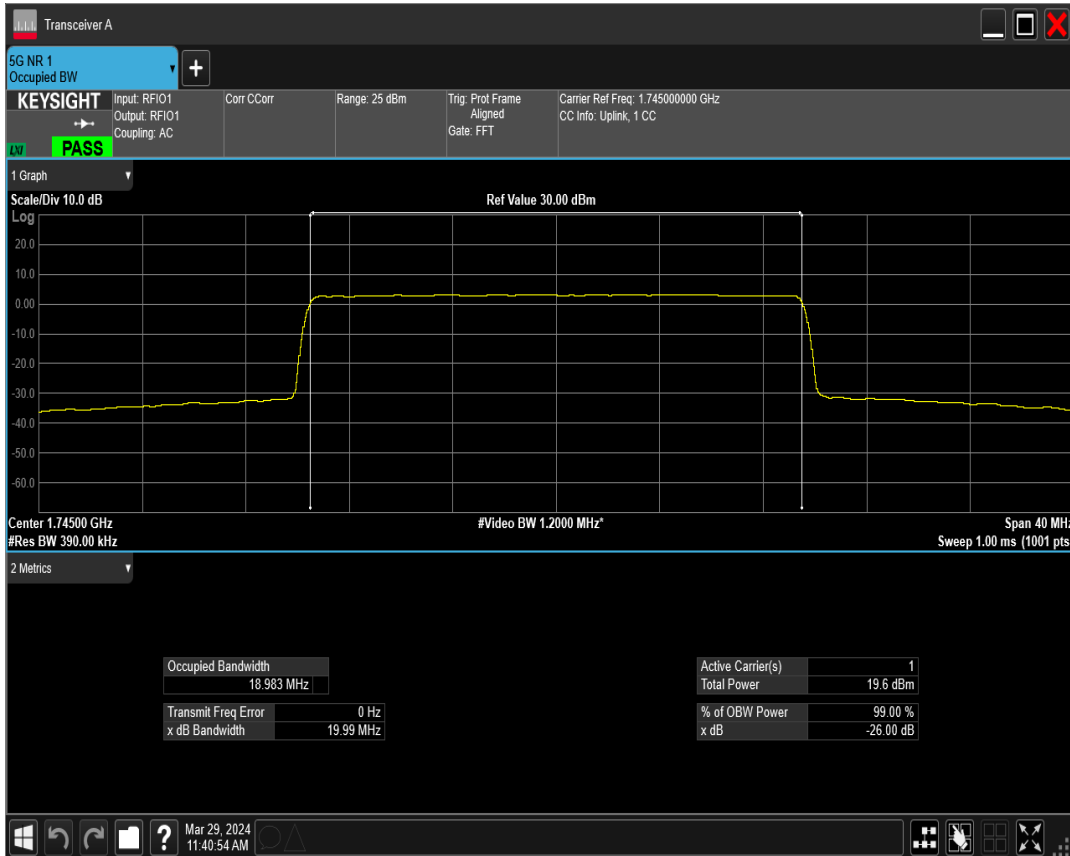 Transceiver A
5G NR 1
Occupied BW
+
KEYSIGHT
Input: RFIO1
Output: RFIO1
Coupling: AC
Corr CCorr
Range: 25 dBm
Trig: Prot Frame
Aligned
Gate: FFT
Carrier Ref Freq: 1.745000000 GHz
CC Info: Uplink, 1 CC
LXI
PASS
1 Graph
Scale/Div 10.0 dB
Ref Value 30.00 dBm
Log
20.0
10.0
0.00
-10.0
-20.0
-30.0
-40.0
-50.0
-60.0
Center 1.74500 GHz
#Video BW 1.2000 MHz*
Span 40 MHz
#Res BW 390.00 kHz
Sweep 1.00 ms (1001 pts
2 Metrics
Occupied Bandwidth
18.983 MHz
Transmit Freq Error 0 Hz
x dB Bandwidth 19.99 MHz
Active Carrier(s) 1
Total Power 19.6 dBm
% of OBW Power 99.00 %
x dB -26.00 dB
?
Mar 29, 2024
11:40:54 AM